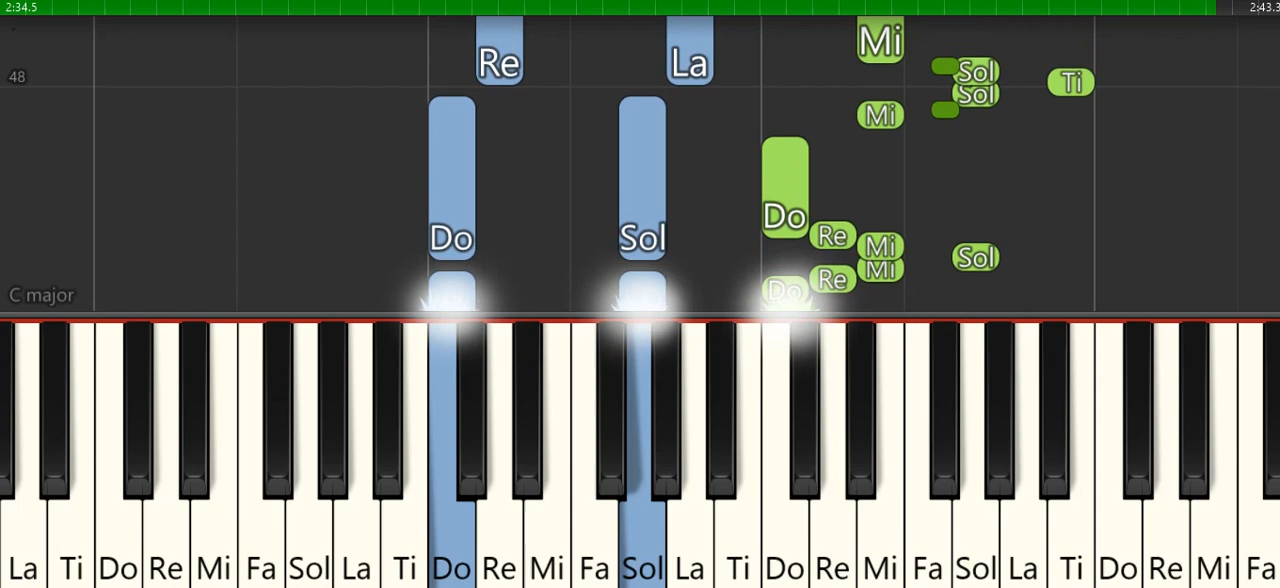 2:34.5 2:43.3
Mi
Re La
Sol
48 Ti
Sol
Mi
Do
Re
Do Sol Mi
Sol
Mi
Re
Do
C major
La Ti Do Re Mi Fa Sol La Ti Do Re Mi Fa Sol La Ti Do Re Mi Fa Sol La Ti Do Re Mi Fa